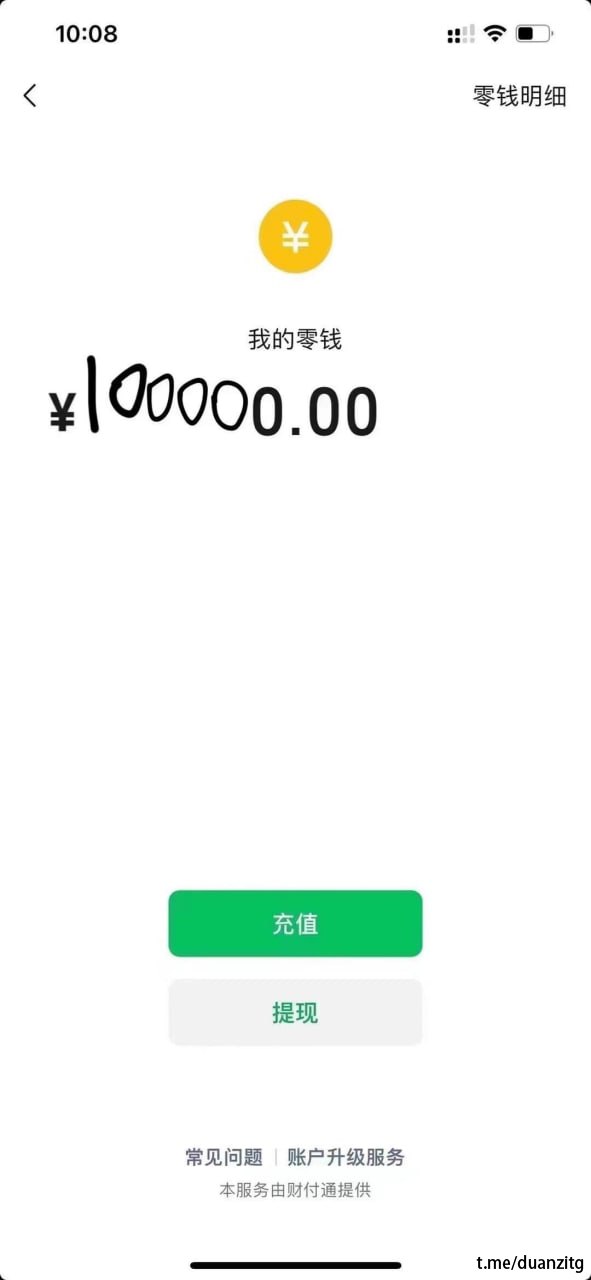 10:08
零钱明细
¥
我的零钱
¥100000.00
充值
提现
常见问题 | 账户升级服务
本服务由财付通提供
t.me/duanzitg